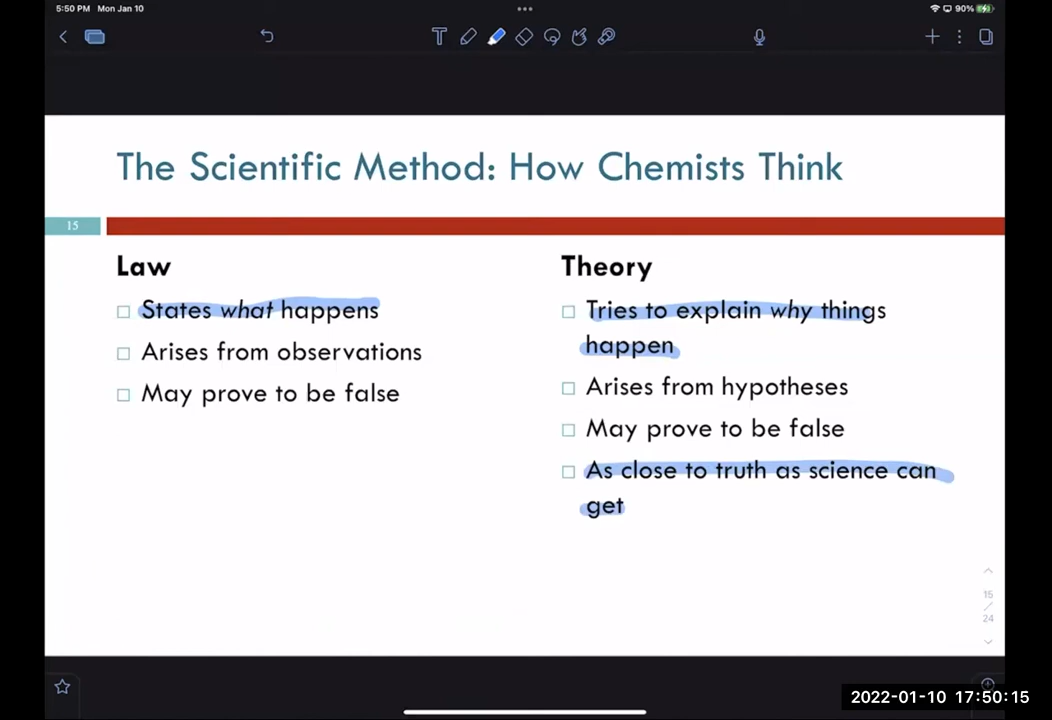 5:50 PM Mon Jan 10
90%
The Scientific Method: How Chemists Think
15
Law
States what happens
Arises from observations
May prove to be false
Theory
Tries to explain why things
happen
Arises from hypotheses
May prove to be false
As close to truth as science can
get
15
/
24
2022-01-10 17:50:15